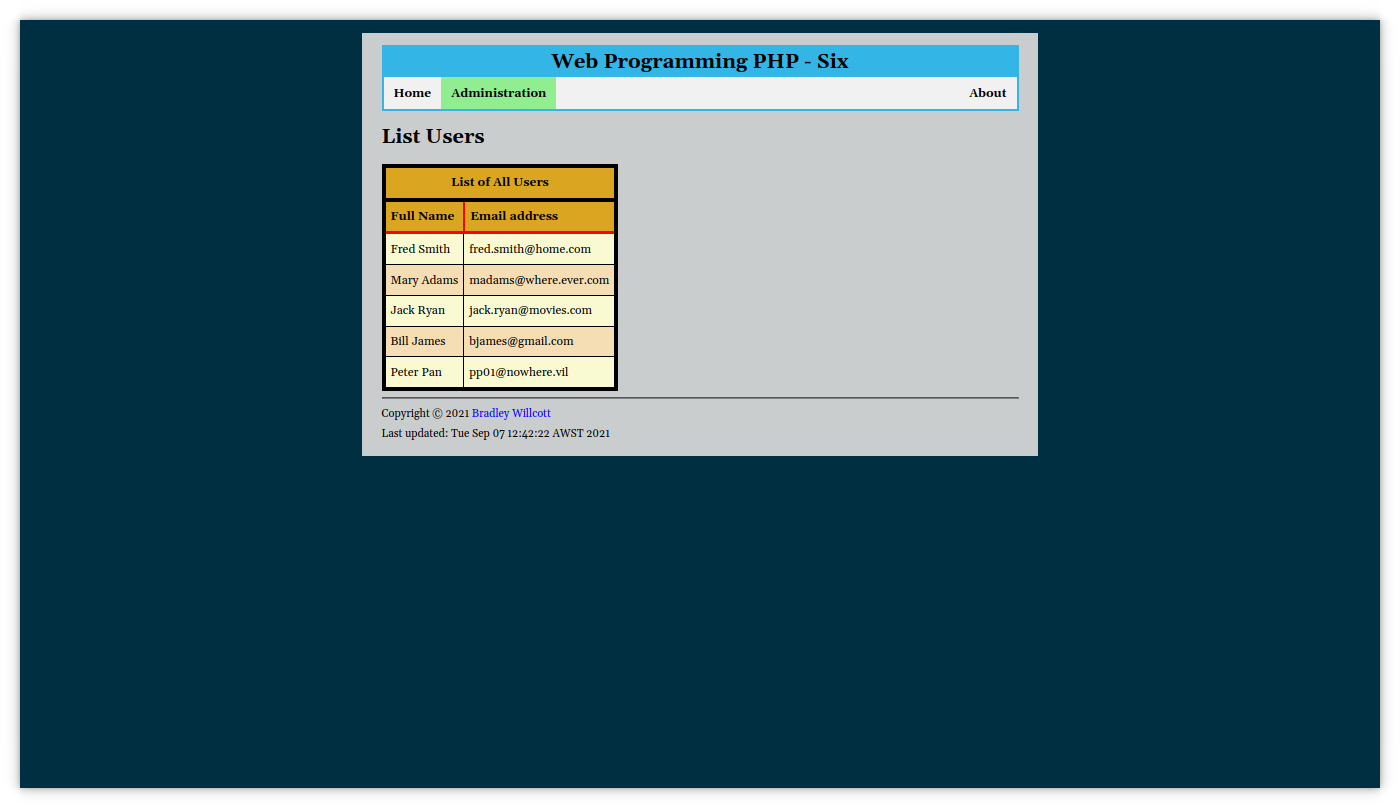 Web Programming PHP - Six
Home Administration About
List Users
List of All Users
Full Name Email address
Fred Smith fred.smith@home.com
Mary Adams madams@where.ever.com
Jack Ryan jack.ryan@movies.com
Bill James bjames@gmail.com
Peter Pan pp01@nowhere.vil
Copyright © 2021 Bradley Willcott
Last updated: Tue Sep 07 12:42:22 AWST 2021